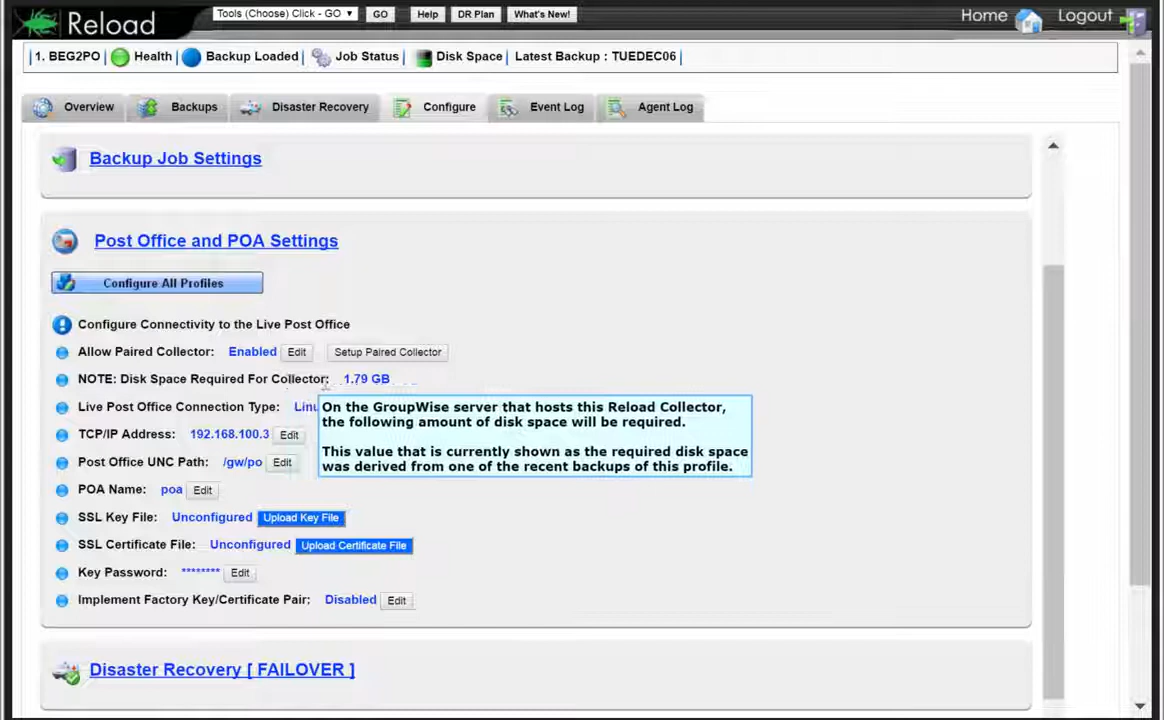 Reload
Tools (Choose) Click - GO
GO
Help
DR Plan
What's New!
Home
Logout
| 1. BEG2PO | Health | Backup Loaded | Job Status | Disk Space | Latest Backup : TUEDEC06 |
Overview
Backups
Disaster Recovery
Configure
Event Log
Agent Log
Backup Job Settings
Post Office and POA Settings
Configure All Profiles
Configure Connectivity to the Live Post Office
Allow Paired Collector: Enabled Edit Setup Paired Collector
NOTE: Disk Space Required For Collector: 1.79 GB
Live Post Office Connection Type:
On the GroupWise server that hosts this Reload Collector,
the following amount of disk space will be required.
This value that is currently shown as the required disk space
was derived from one of the recent backups of this profile.
TCP/IP Address: 192.168.100.3 Edit
Post Office UNC Path: /gw/po Edit
POA Name: poa Edit
SSL Key File: Unconfigured Upload Key File
SSL Certificate File: Unconfigured Upload Certificate File
Key Password: ******** Edit
Implement Factory Key/Certificate Pair: Disabled Edit
Disaster Recovery [ FAILOVER ]